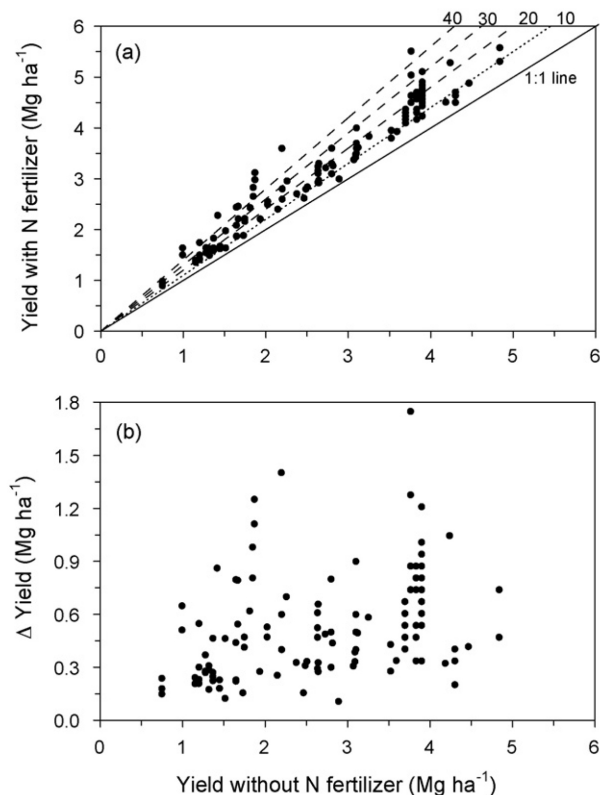 40 30 20 10
6
(a)
1:1 line
5
4
3
2
1
0
Yield with N fertilizer (Mg ha⁻¹)
0 1 2 3 4 5 6
1.8
(b)
1.5
1.2
0.9
0.6
0.3
0.0
Δ Yield (Mg ha⁻¹)
0 1 2 3 4 5 6
Yield without N fertilizer (Mg ha⁻¹)